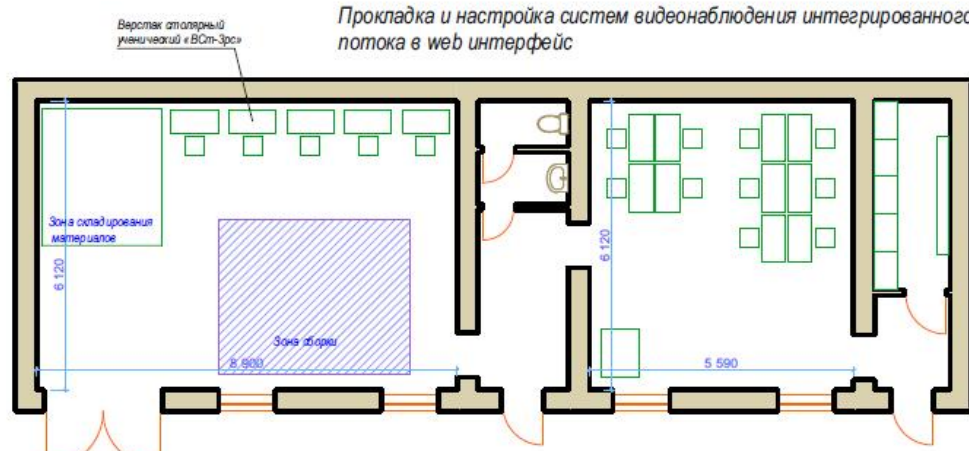 Прокладка и настройка систем видеонаблюдения интегрированного
потока в web интерфейс
Верстак столярный
ученический «ВСт-3рс»
Зона складирования
материалов
6 120
Зона сборки
8 900
6 120
5 590